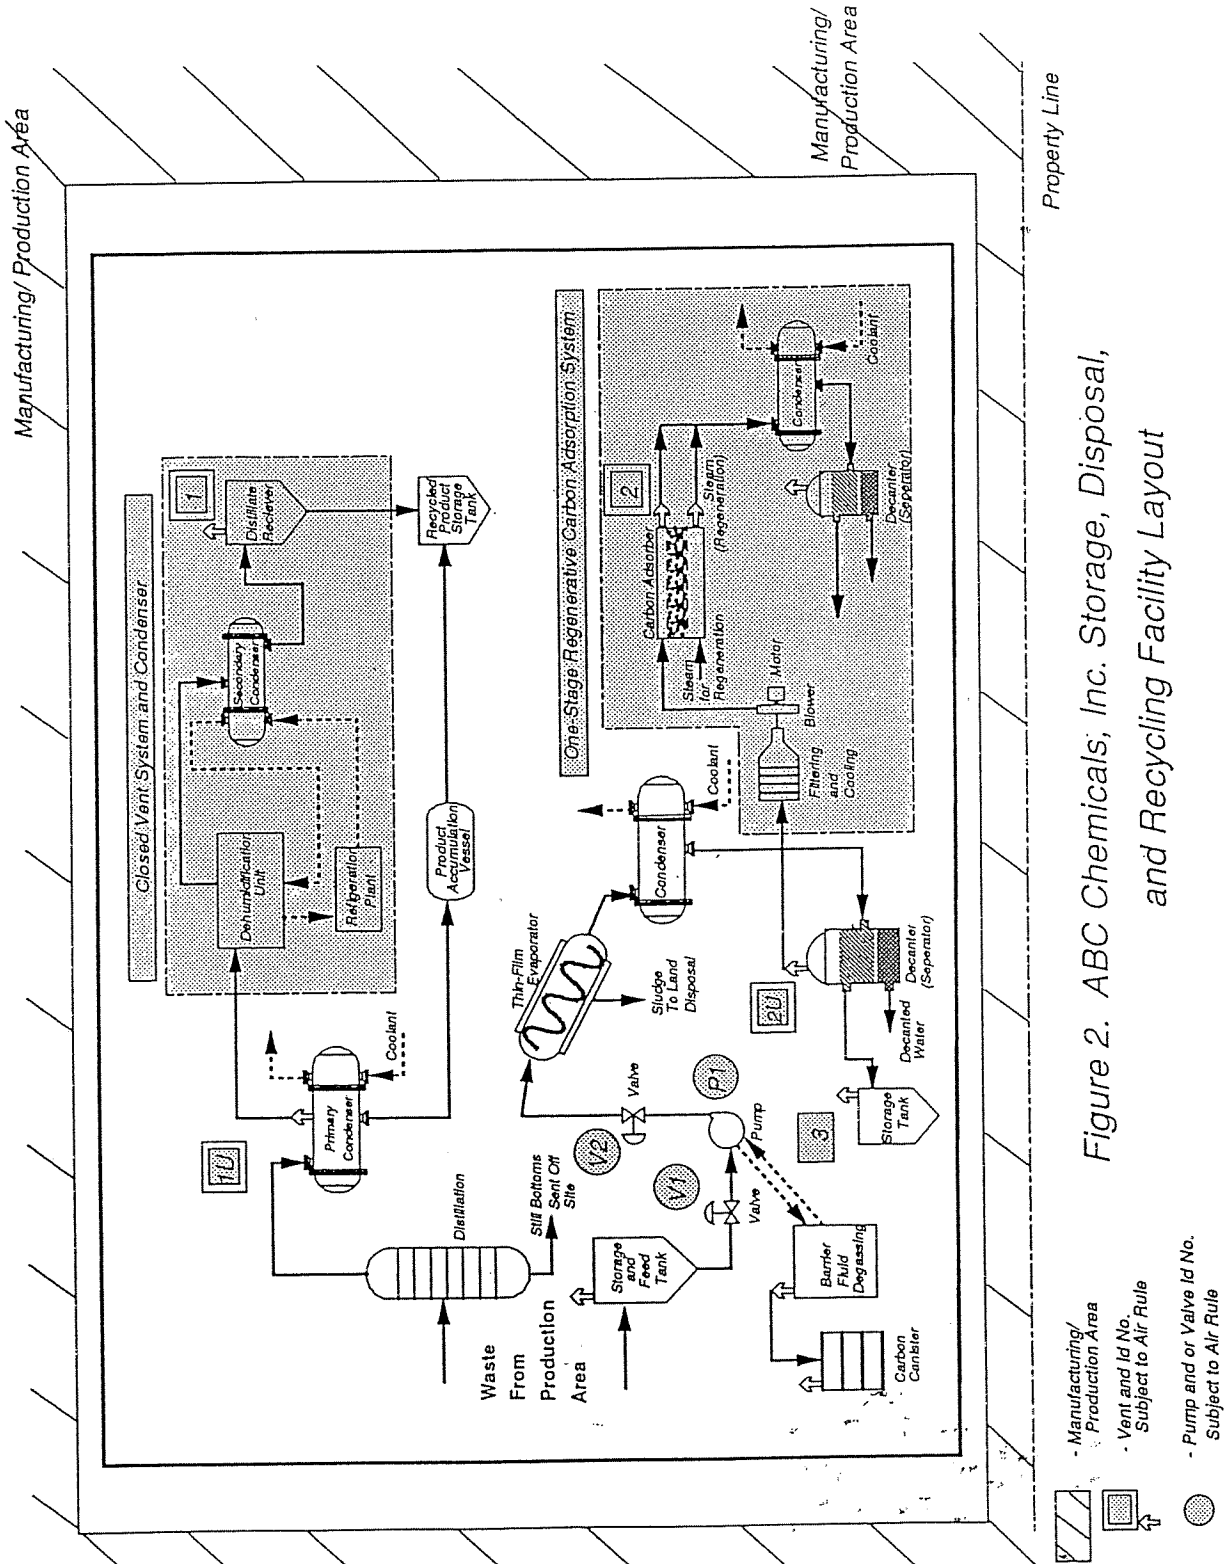 Manufacturing/ Production Area
Manufacturing/
Production Area
Property Line
Closed Vent System and Condenser
1
Distillate
Reciever
Secondary
Condenser
Dehumidification
Unit
Refrigeration
Plant
Recycled
Product
Storage
Tank
Product
Accumulation
Vessel
1U
Primary
Condenser
Coolant
Distillation
Still Bottoms
Sent Off
Site
Waste
From
Production
Area
One-Stage Regenerative Carbon Adsorption System
2
Carbon Adsorber
Steam
(Regeneration)
Steam
for
Regeneration
Condenser
Coolant
Decanter
(Seperator)
Motor
Blower
Filtering
and
Cooling
Thin-Film
Evaporator
Sludge
To Land
Disposal
Condenser
Coolant
2U
Decanter
(Seperator)
Decanted
Water
Storage
Tank
Storage
and
Feed
Tank
V1
Valve
V2
Valve
P1
Pump
3
Barrier
Fluid
Degassing
Carbon
Canister
Figure 2. ABC Chemicals, Inc. Storage, Disposal,
and Recycling Facility Layout
- Manufacturing/
Production Area
- Vent and Id No.
Subject to Air Rule
- Pump and or Valve Id No.
Subject to Air Rule